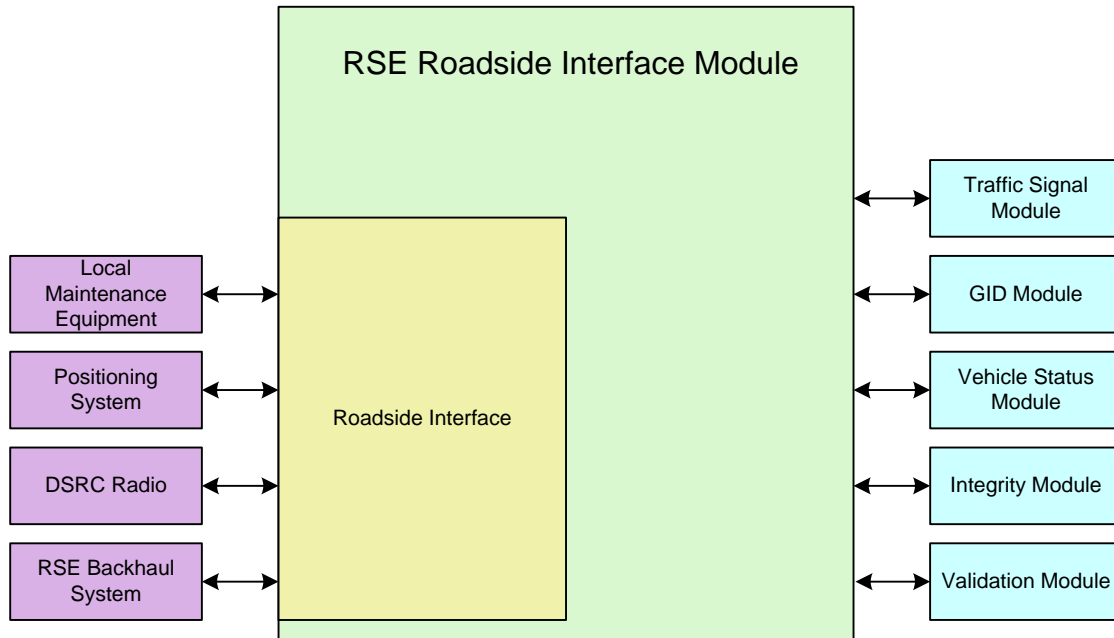 RSE Roadside Interface Module
Local
Maintenance
Equipment
Positioning
System
DSRC Radio
RSE Backhaul
System
Roadside Interface
Traffic Signal
Module
GID Module
Vehicle Status
Module
Integrity Module
Validation Module